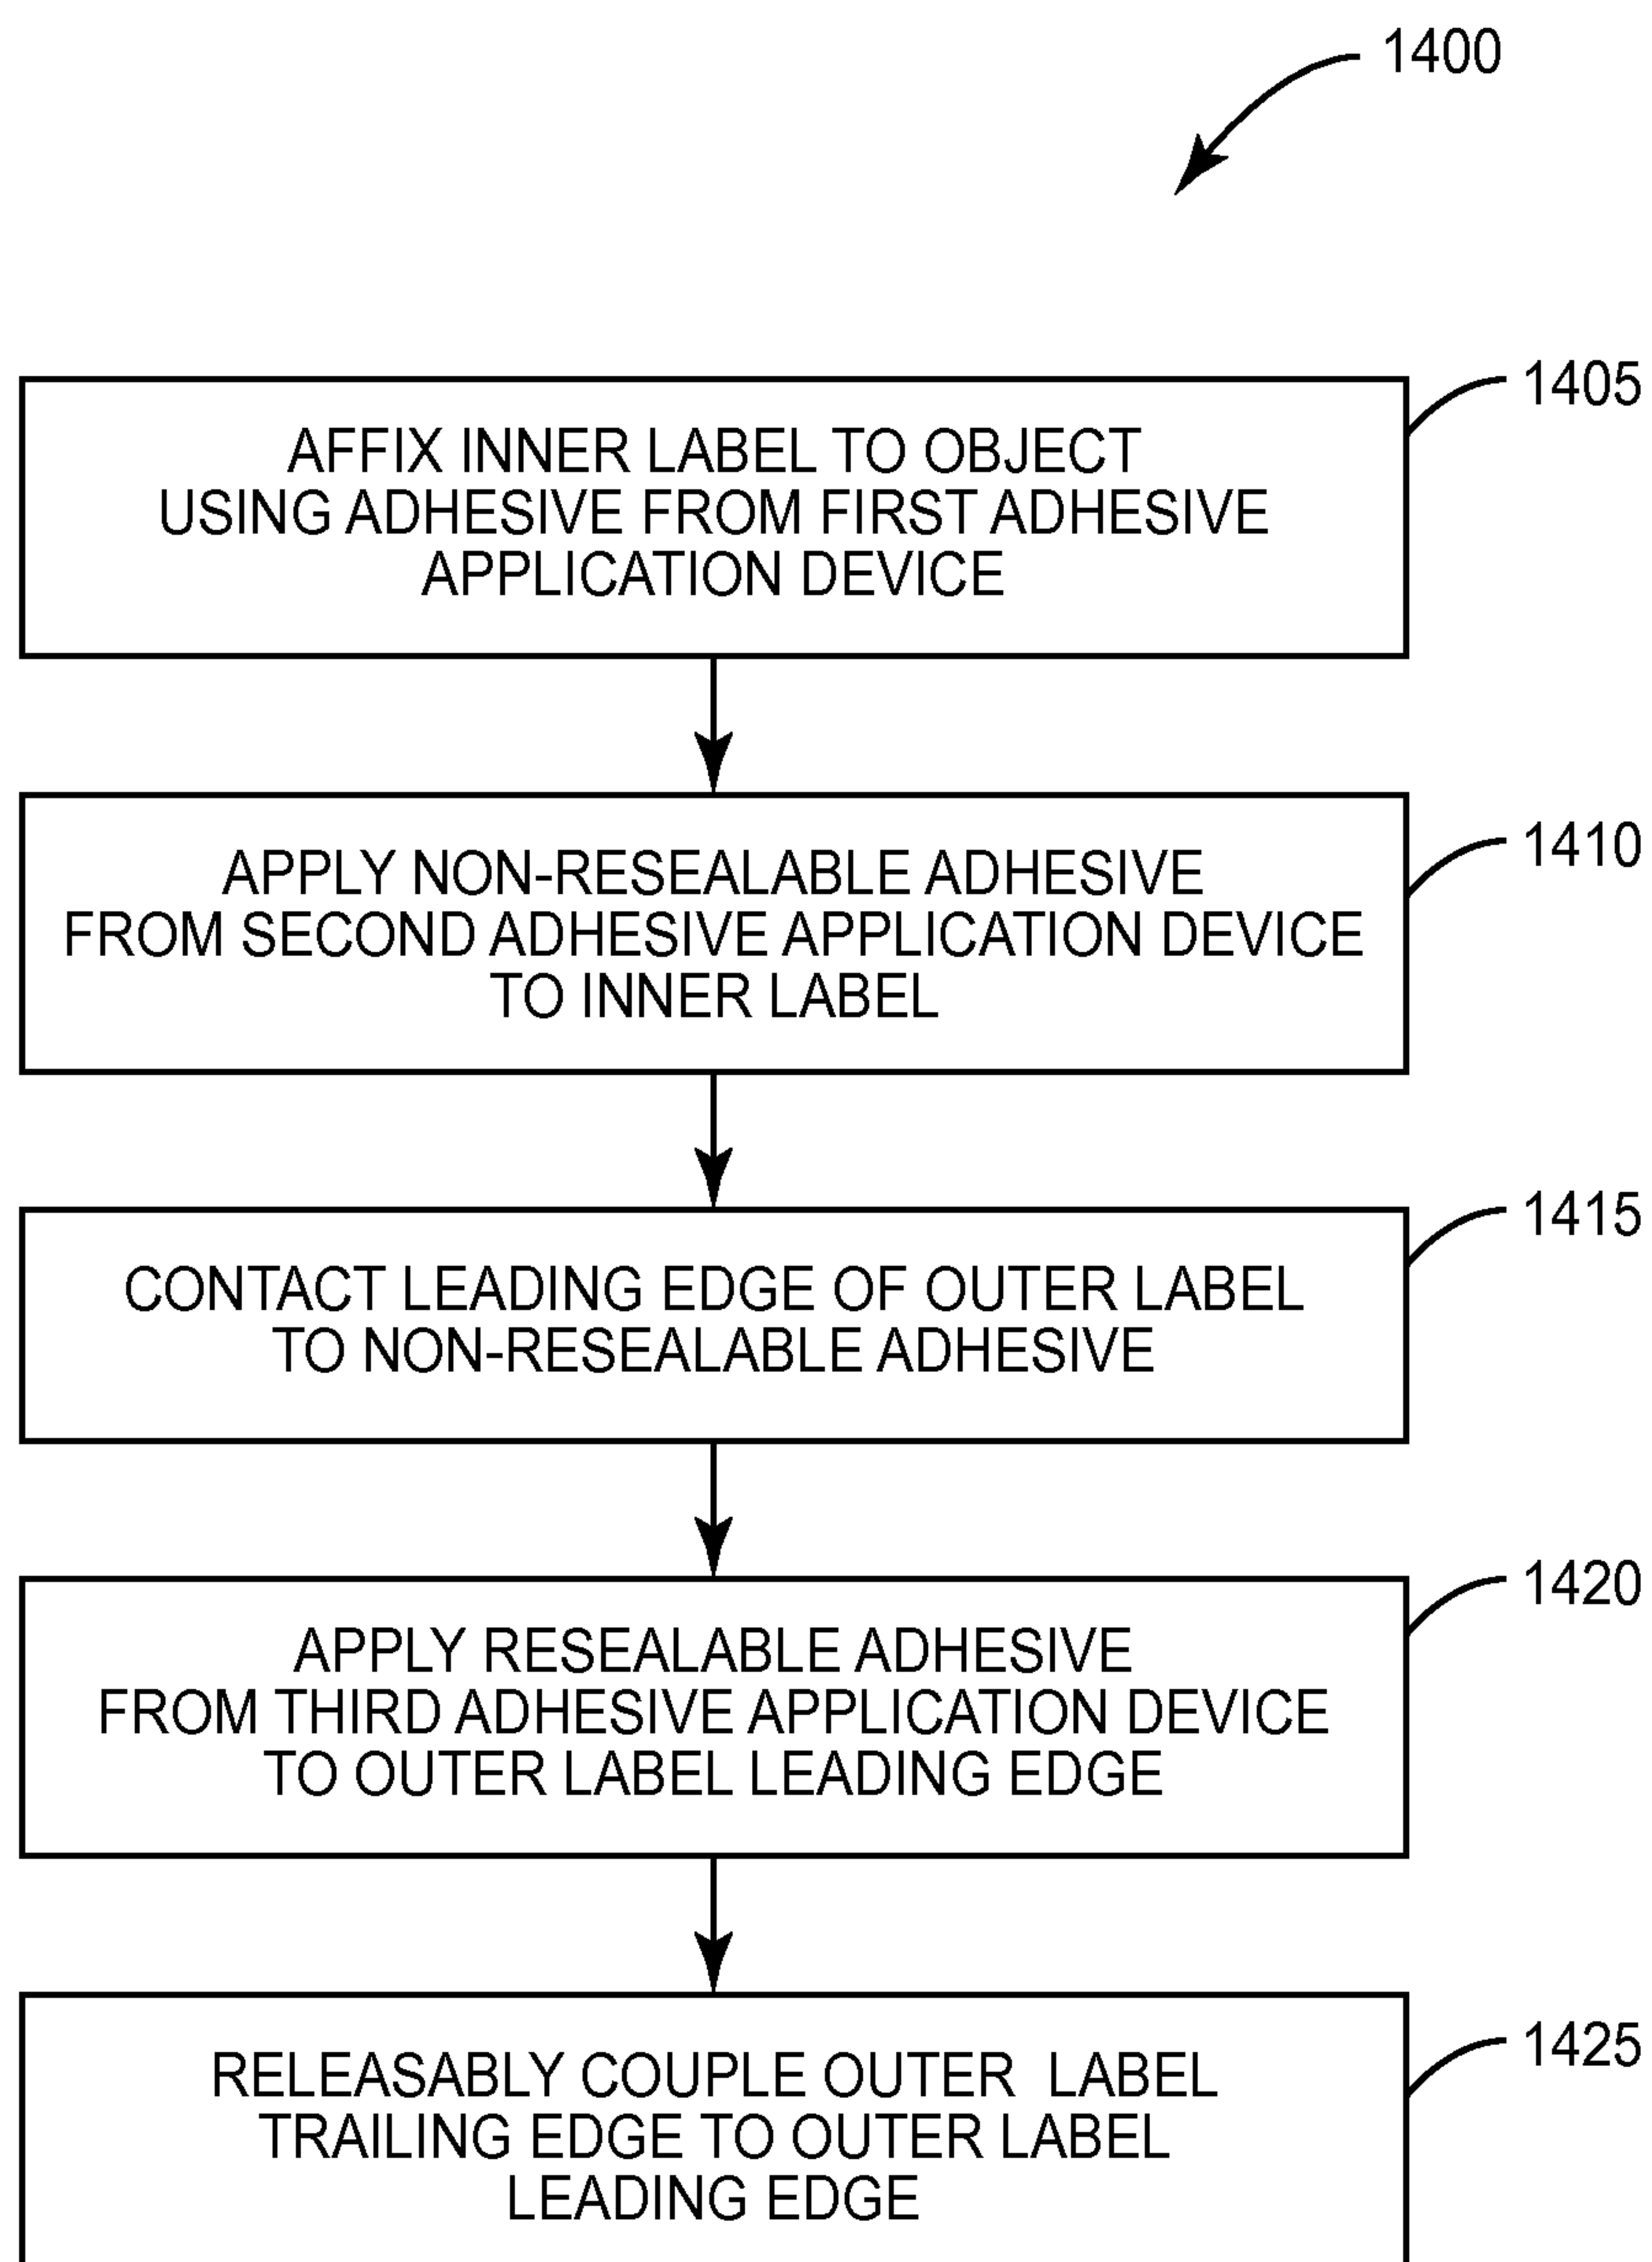 1400
1405
AFFIX INNER LABEL TO OBJECT
USING ADHESIVE FROM FIRST ADHESIVE
APPLICATION DEVICE
1410
APPLY NON-RESEALABLE ADHESIVE
FROM SECOND ADHESIVE APPLICATION DEVICE
TO INNER LABEL
1415
CONTACT LEADING EDGE OF OUTER LABEL
TO NON-RESEALABLE ADHESIVE
1420
APPLY RESEALABLE ADHESIVE
FROM THIRD ADHESIVE APPLICATION DEVICE
TO OUTER LABEL LEADING EDGE
1425
RELEASABLY COUPLE OUTER LABEL
TRAILING EDGE TO OUTER LABEL
LEADING EDGE